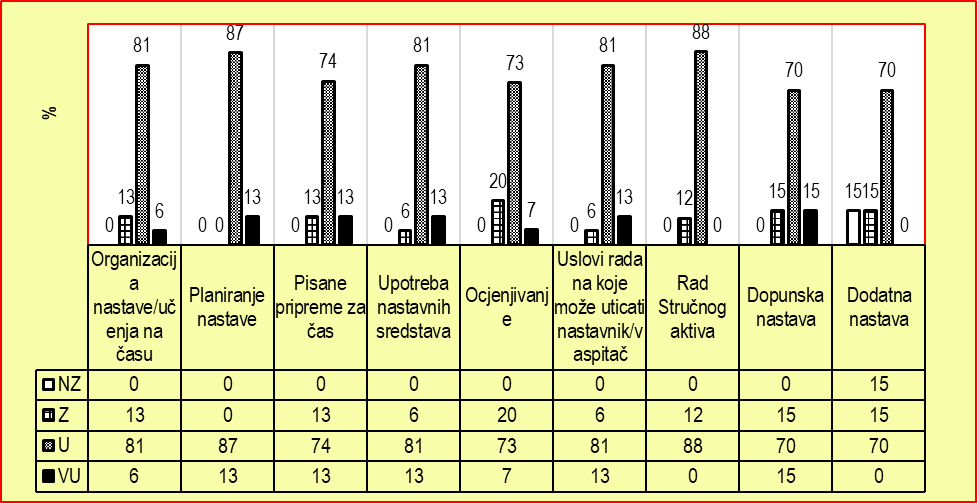 %
81 87 74 81 73 81 88 70 70
0 13 6 0 0 13 0 13 13 0 6 13 0 20 7 0 6 13 0 12 0 0 15 15 15 15 0
Organizacij
a
nastave/uč
enja na
času
Planiranje
nastave
Pisane
pripreme za
čas
Upotreba
nastavnih
sredstava
Ocjenjivanj
e
Uslovi rada
na koje
može uticati
nastavnik/v
aspitač
Rad
Stručnog
aktiva
Dopunska
nastava
Dodatna
nastava
NZ 0 0 0 0 0 0 0 0 15
Z 13 0 13 6 20 6 12 15 15
U 81 87 74 81 73 81 88 70 70
VU 6 13 13 13 7 13 0 15 0